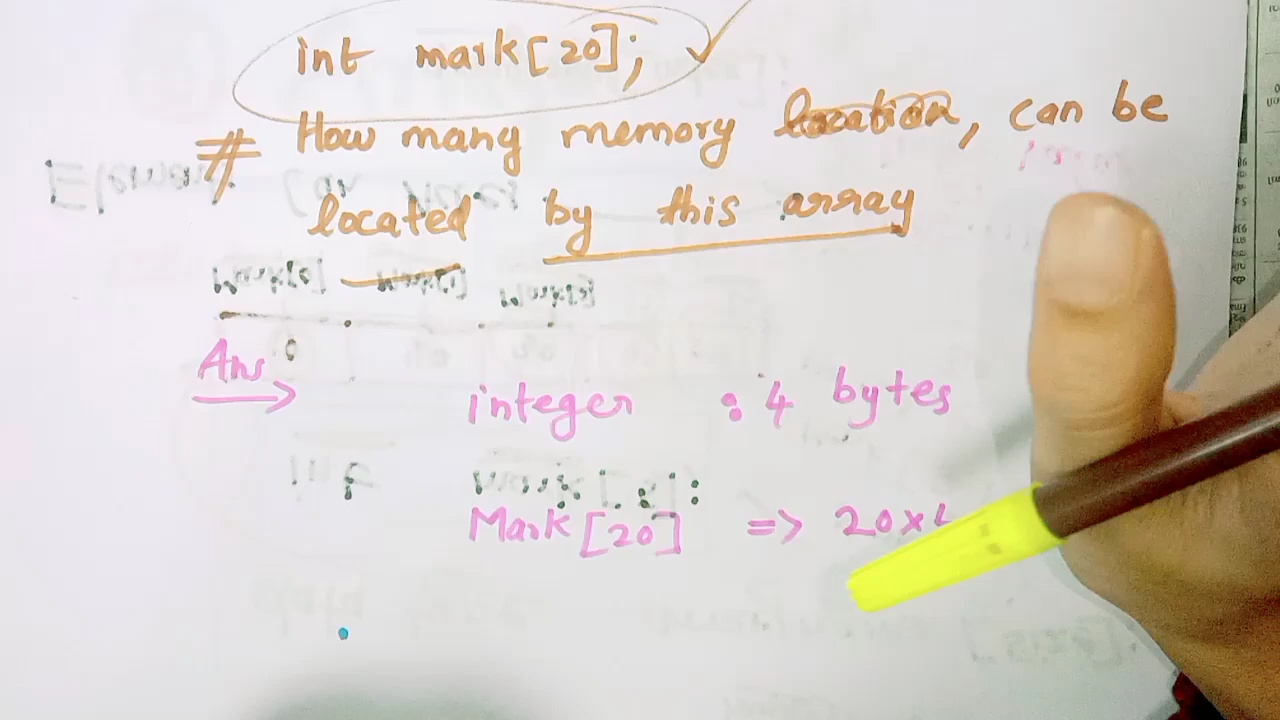 int mark[20];
# How many memory location, can be
located by this array
Ans
integer : 4 bytes
Mark[20] => 20x4